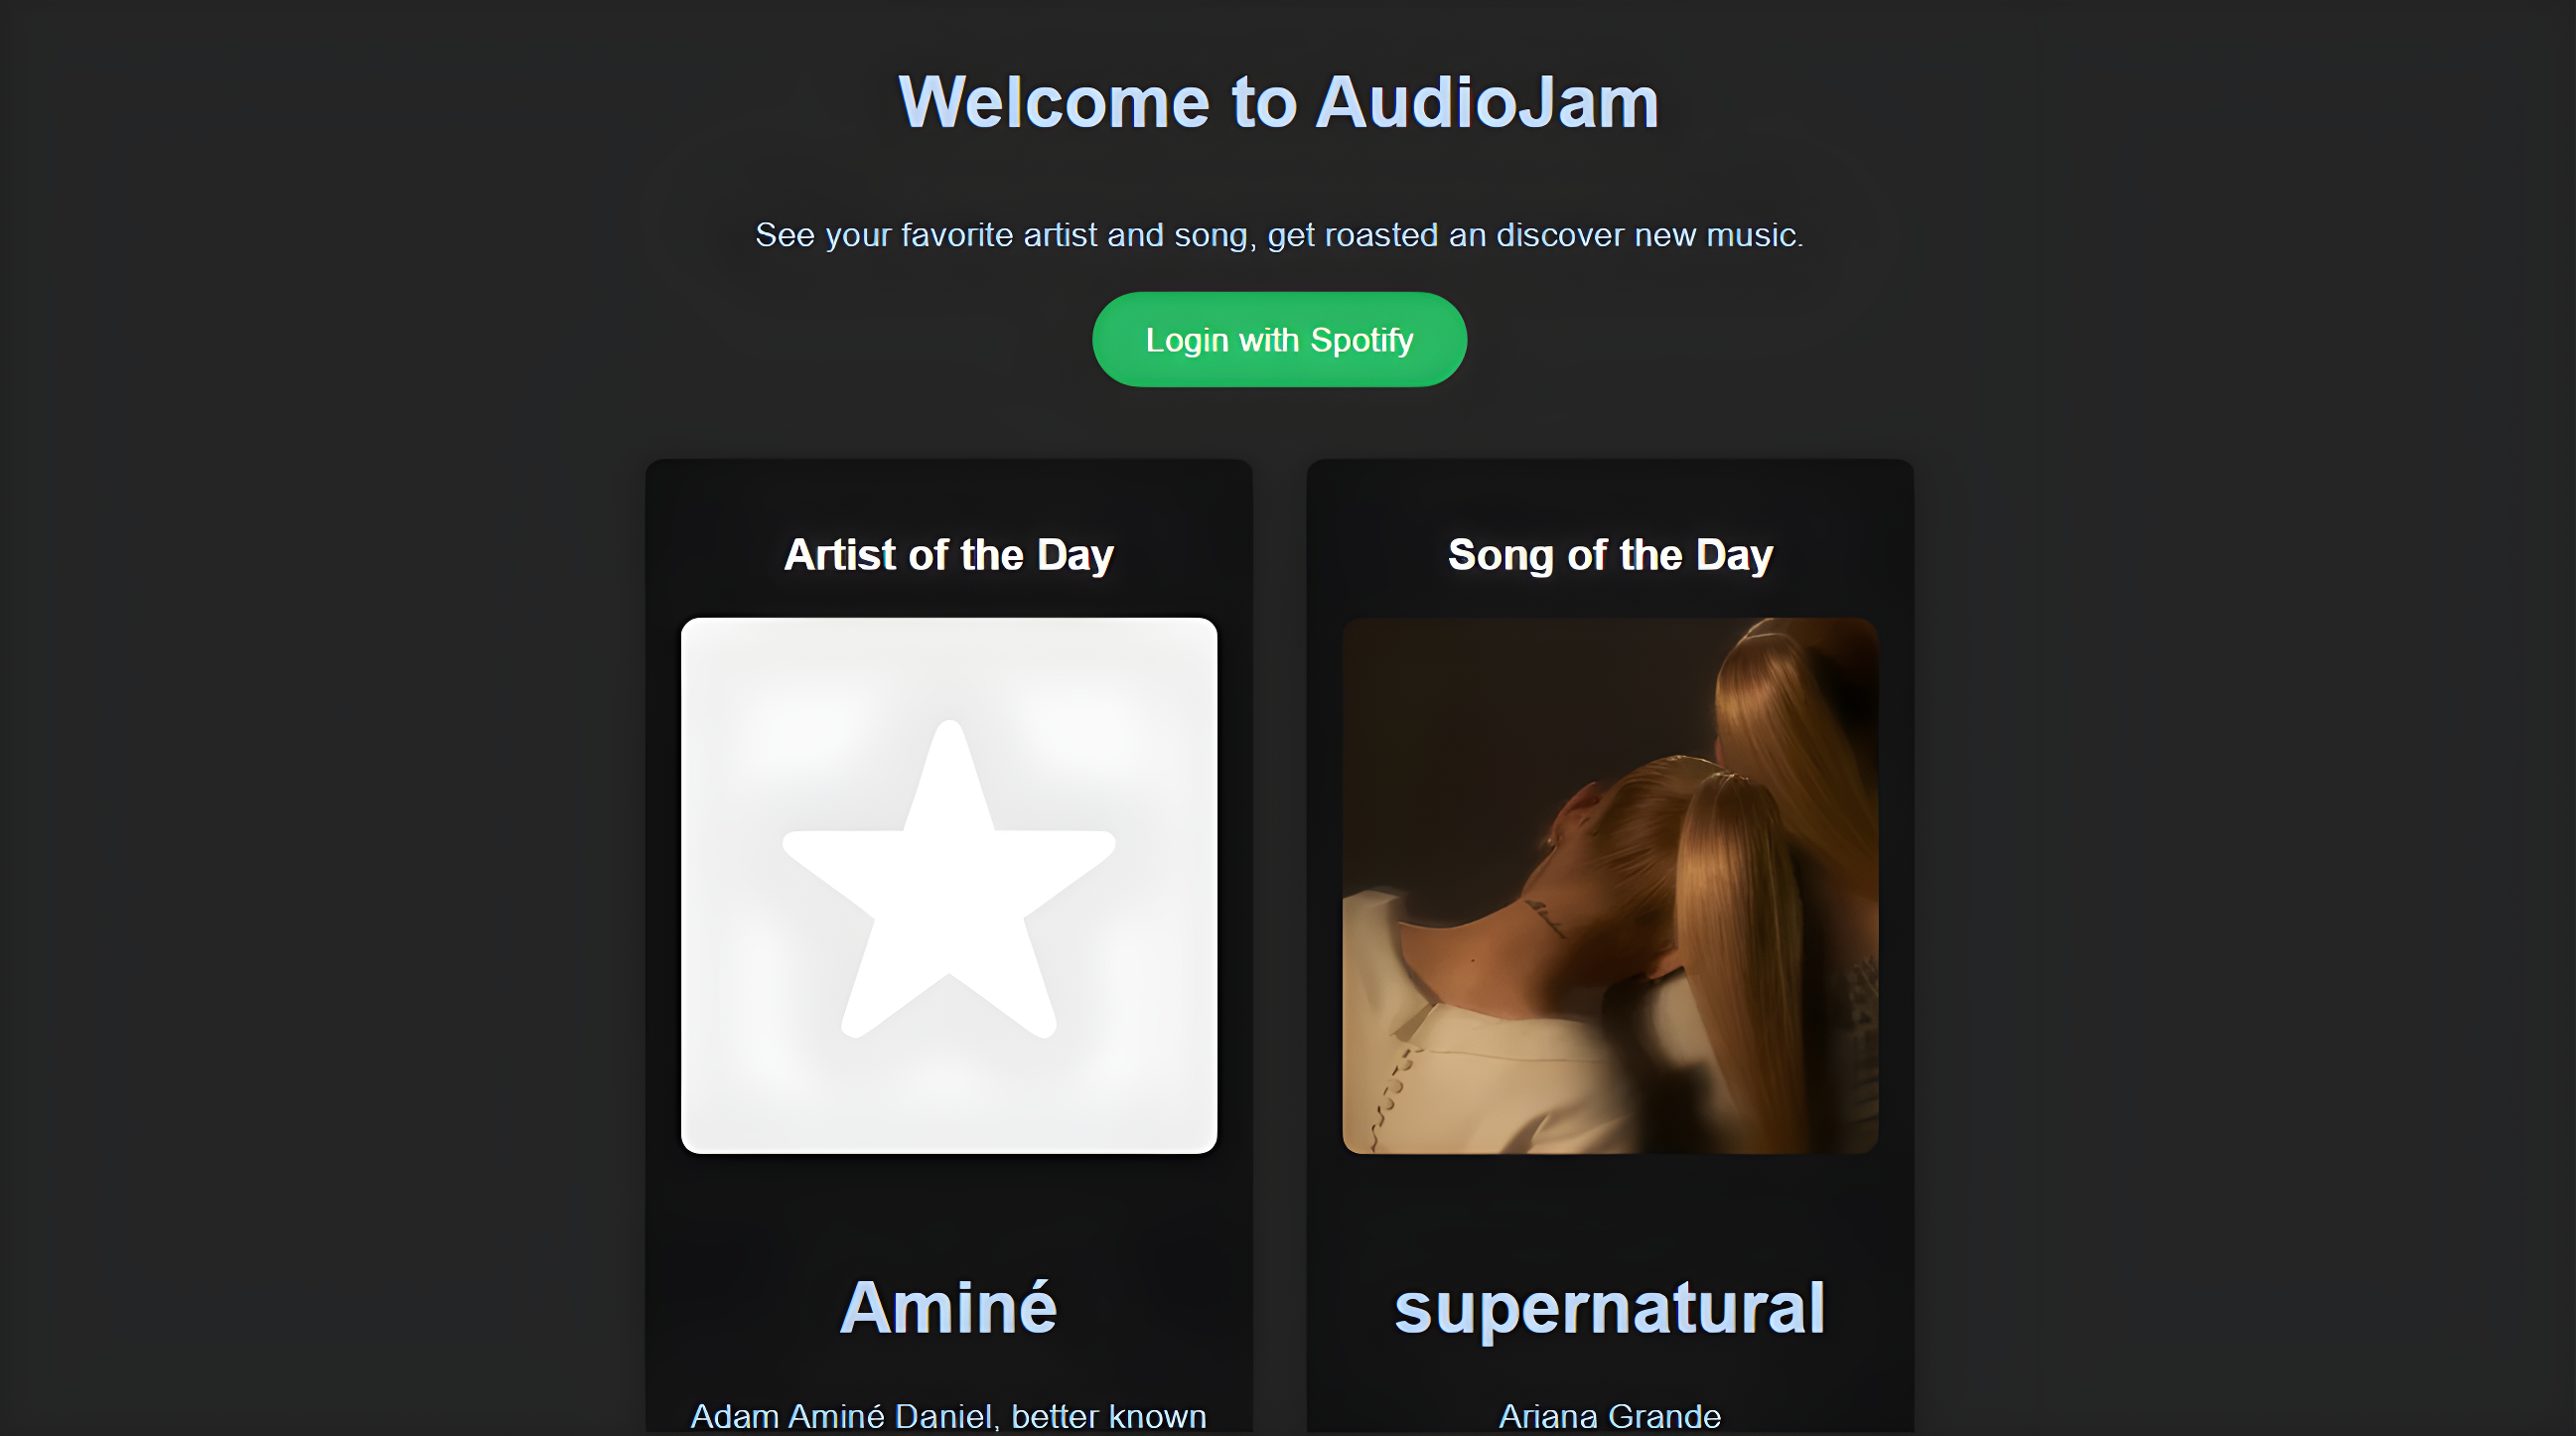 Welcome to AudioJam
See your favorite artist and song, get roasted an discover new music.
Login with Spotify
Artist of the Day
Song of the Day
Aminé
supernatural
Adam Aminé Daniel, better known
Ariana Grande